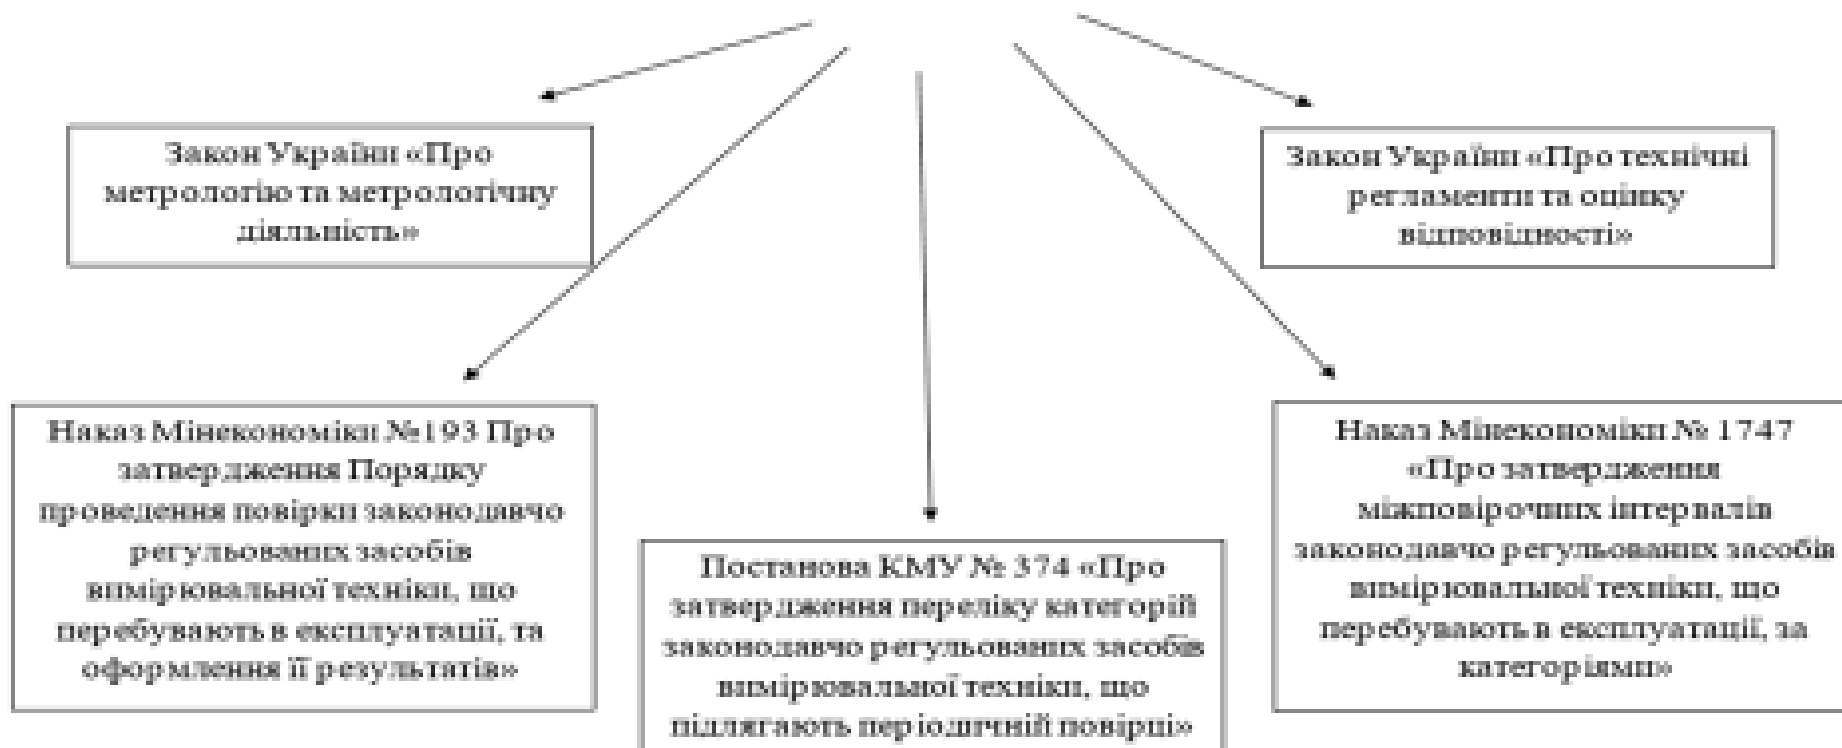 Закон України «Про
метрологію та метрологічну
діяльність»
Закон України «Про технічні
регламенти та оцінку
відповідності»
Наказ Мінекономіки №193 Про
затвердження Порядку
проведення повірки законодавчо
регульованих засобів
вимірювальної техніки, що
перебувають в експлуатації, та
оформлення її результатів»
Постанова КМУ № 374 «Про
затвердження переліку категорій
законодавчо регульованих засобів
вимірювальної техніки, що
підлягають періодичній повірці»
Наказ Мінекономіки № 1747
«Про затвердження
міжповірочних інтервалів
законодавчо регульованих засобів
вимірювальної техніки, що
перебувають в експлуатації, за
категоріями»